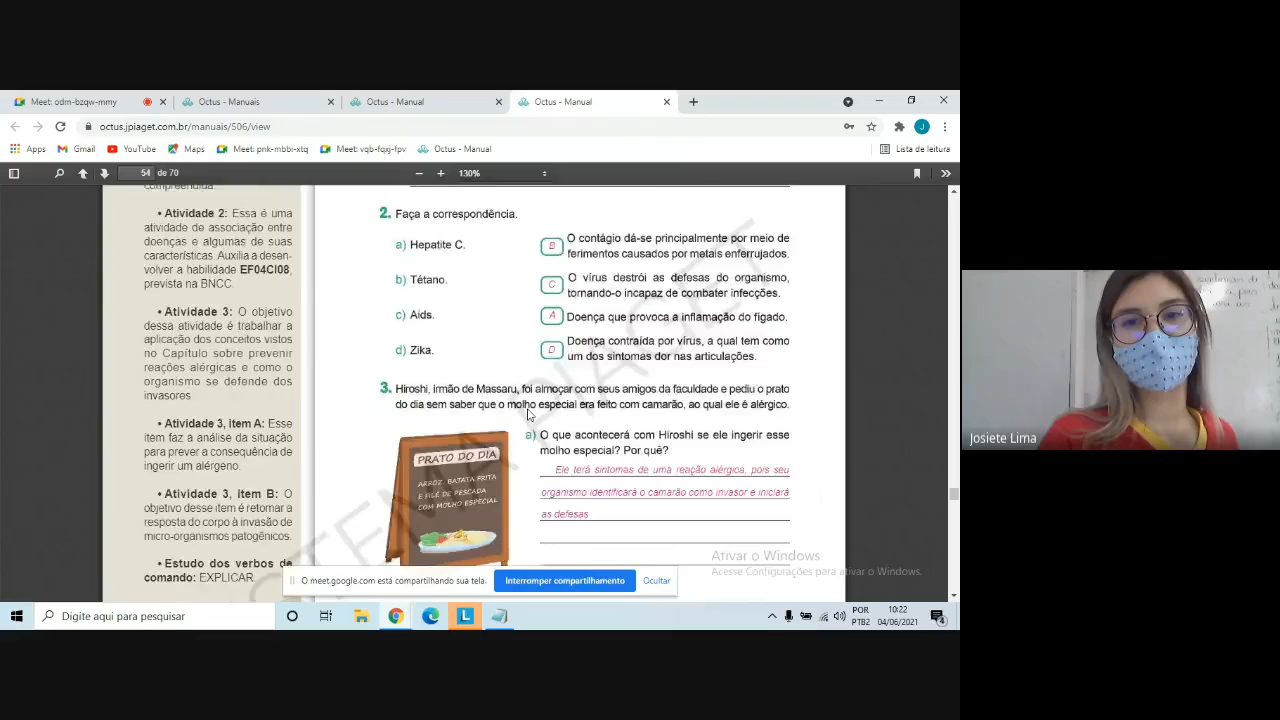 Meet: odm-bzqw-mmy
Octus - Manuais
Octus - Manual
Octus - Manual
octus.jpiaget.com.br/manuais/506/view
Apps
Gmail
YouTube
Maps
Meet: pnk-mbbi-xtq
Meet: vqb-fqxj-fpv
Octus - Manual
Lista de leitura
54 de 70
130%
compreendida.
• Atividade 2: Essa é uma
atividade de associação entre
doenças e algumas de suas
características. Auxilia a desen-
volver a habilidade EF04CI08,
prevista na BNCC.
• Atividade 3: O objetivo
dessa atividade é trabalhar a
aplicação dos conceitos vistos
no Capítulo sobre prevenir
reações alérgicas e como o
organismo se defende dos
invasores
• Atividade 3, Item A: Esse
item faz a análise da situação
para prever a consequência de
ingerir um alérgeno.
• Atividade 3, Item B: O
objetivo desse item é retomar a
resposta do corpo à invasão de
micro-organismos patogênicos.
• Estudo dos verbos de
comando: EXPLICAR
2. Faça a correspondência.
a) Hepatite C.
b) Tétano.
c) Aids.
d) Zika.
B O contágio dá-se principalmente por meio de
ferimentos causados por metais enferrujados.
C O vírus destrói as defesas do organismo,
tornando-o incapaz de combater infecções.
A Doença que provoca a inflamação do fígado.
D Doença contraída por vírus, a qual tem como
um dos sintomas dor nas articulações.
3. Hiroshi, irmão de Massaru, foi almoçar com seus amigos da faculdade e pediu o prato
do dia sem saber que o molho especial era feito com camarão, ao qual ele é alérgico.
PRATO DO DIA
ARROZ, BATATA FRITA
E FILÉ DE PESCADA
COM MOLHO ESPECIAL
a) O que acontecerá com Hiroshi se ele ingerir esse
molho especial? Por quê?
Ele terá sintomas de uma reação alérgica, pois seu
organismo identificará o camarão como invasor e iniciará
as defesas
STEMA PIAGET
Ativar o Windows
Acesse Configurações para ativar o Windows.
O meet.google.com está compartilhando sua tela.
Interromper compartilhamento
Ocultar
Digite aqui para pesquisar
POR
PTB2
10:22
04/06/2021
4
Josiete Lima